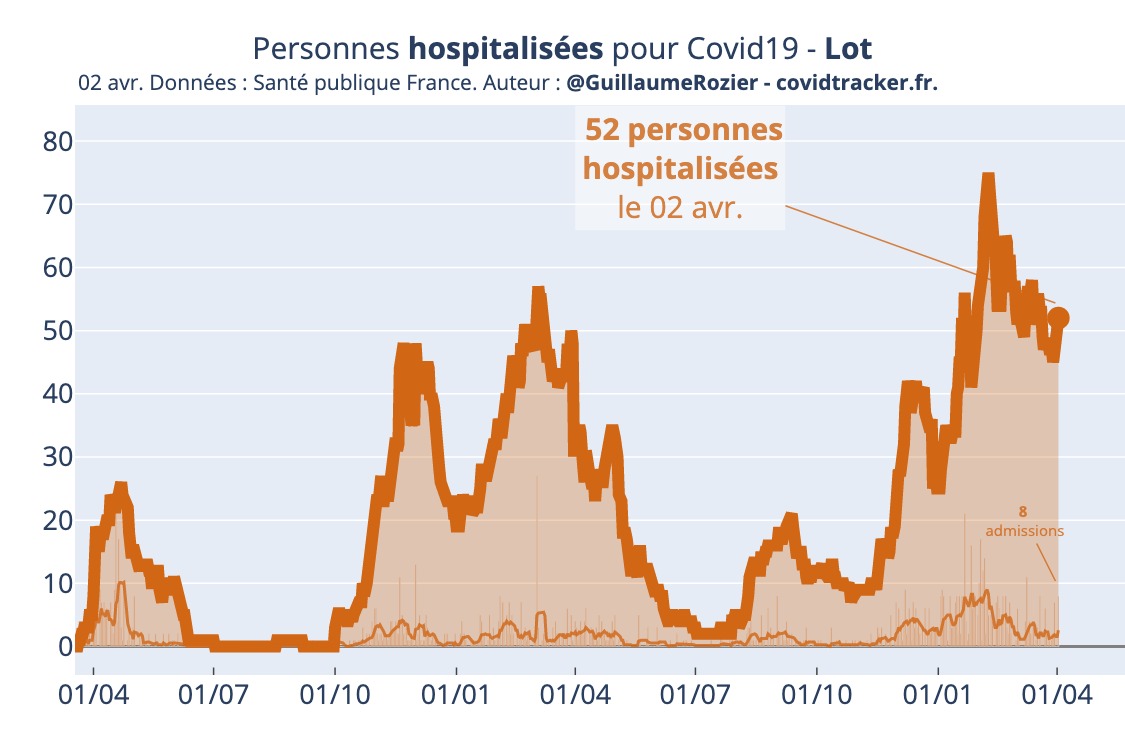 Personnes hospitalisées pour Covid19 - Lot
02 avr. Données : Santé publique France. Auteur : @GuillaumeRozier - covidtracker.fr.
52 personnes
hospitalisées
le 02 avr.
80
70
60
50
40
30
20
10
0
8
admissions
01/04 01/07 01/10 01/01 01/04 01/07 01/10 01/01 01/04